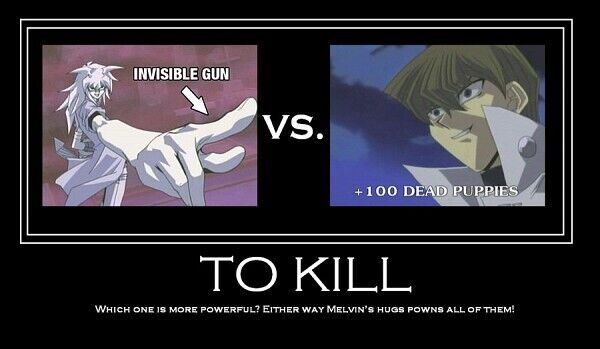 INVISIBLE GUN
VS.
+100 DEAD PUPPIES
TO KILL
Which one is more powerful? Either way Melvin's hugs powns all of them!